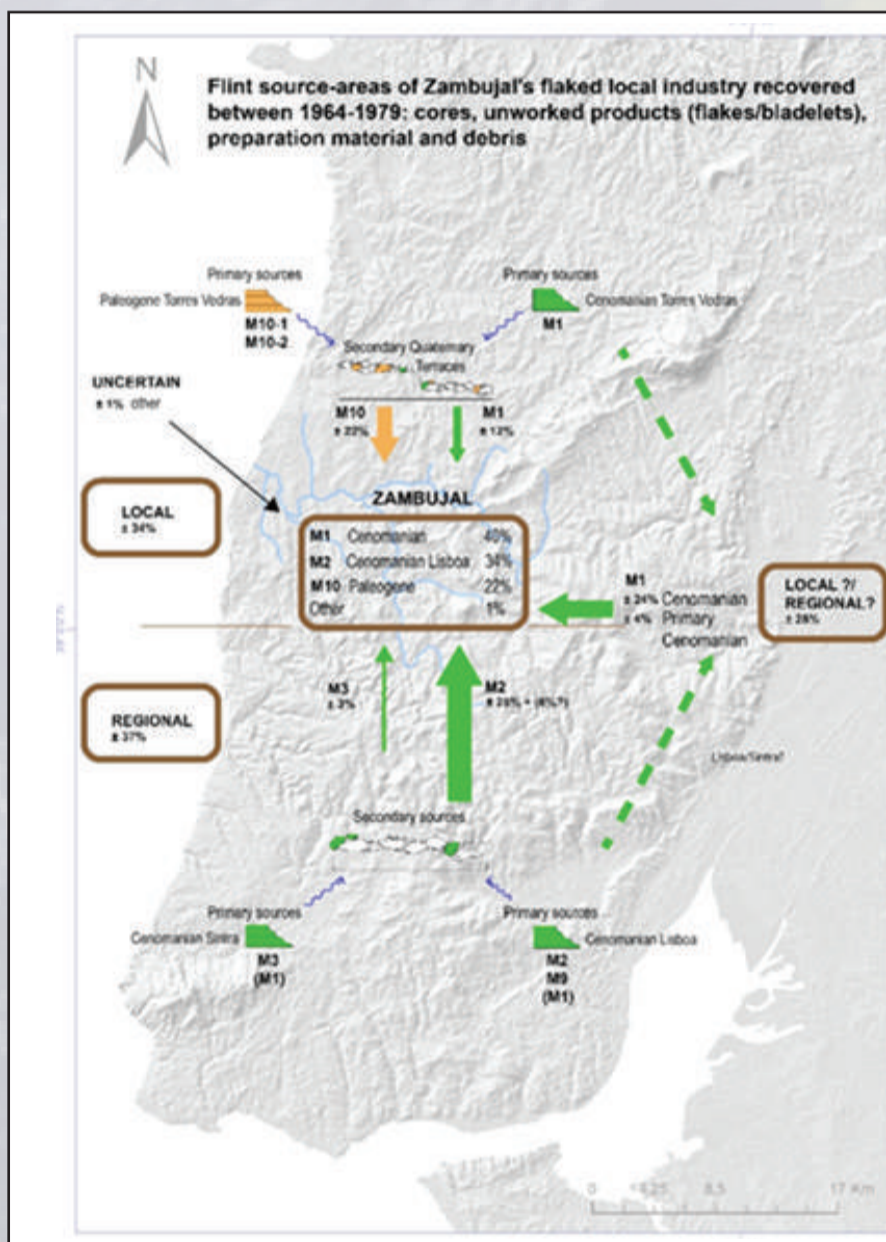 N
Flint source-areas of Zambujal's flaked local industry recovered
between 1964-1979: cores, unworked products (flakes/bladelets),
preparation material and debris
Primary sources
Paleogene Torres Vedras
M10-1
M10-2
Primary sources
Cenomanian Torres Vedras
M1
Secondary Quaternary
Terraces
UNCERTAIN
± 1% other
M10
± 22%
M1
± 12%
LOCAL
± 34%
ZAMBUJAL
M1 Cenomanian 40%
M2 Cenomanian Lisboa 34%
M10 Paleogene 22%
Other 1%
M1
± 24% Cenomanian
± 4% Primary
Cenomanian
LOCAL ?/
REGIONAL?
± 28%
REGIONAL
± 37%
M3
± 3%
M2
± 28% + (6%?)
Lisboa/Sintra?
Secondary sources
Primary sources
Cenomanian Sintra
M3
(M1)
Primary sources
Cenomanian Lisboa
M2
M9
(M1)
0 4,25 8,5 17 Km